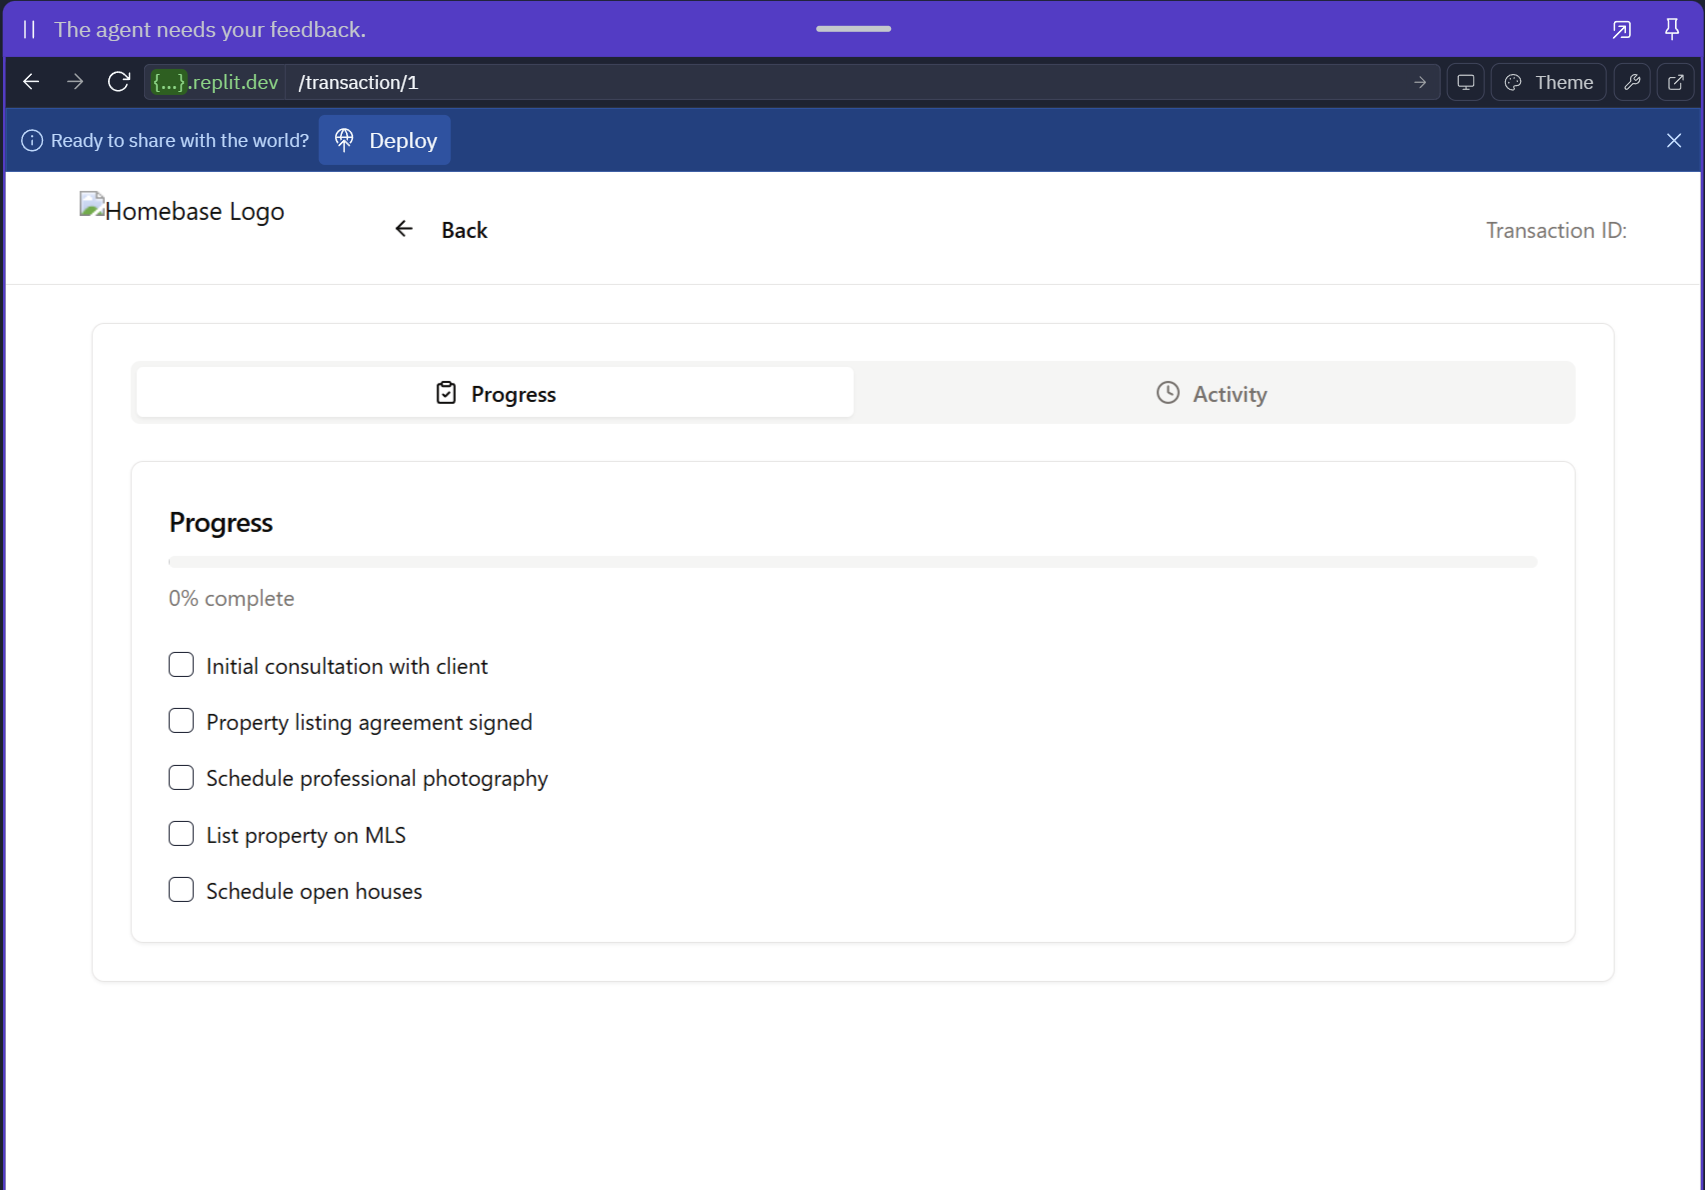 The agent needs your feedback.
{...}.replit.dev /transaction/1
Theme
Ready to share with the world?
Deploy
Homebase Logo
Back
Transaction ID:
Progress
Activity
Progress
0% complete
Initial consultation with client
Property listing agreement signed
Schedule professional photography
List property on MLS
Schedule open houses